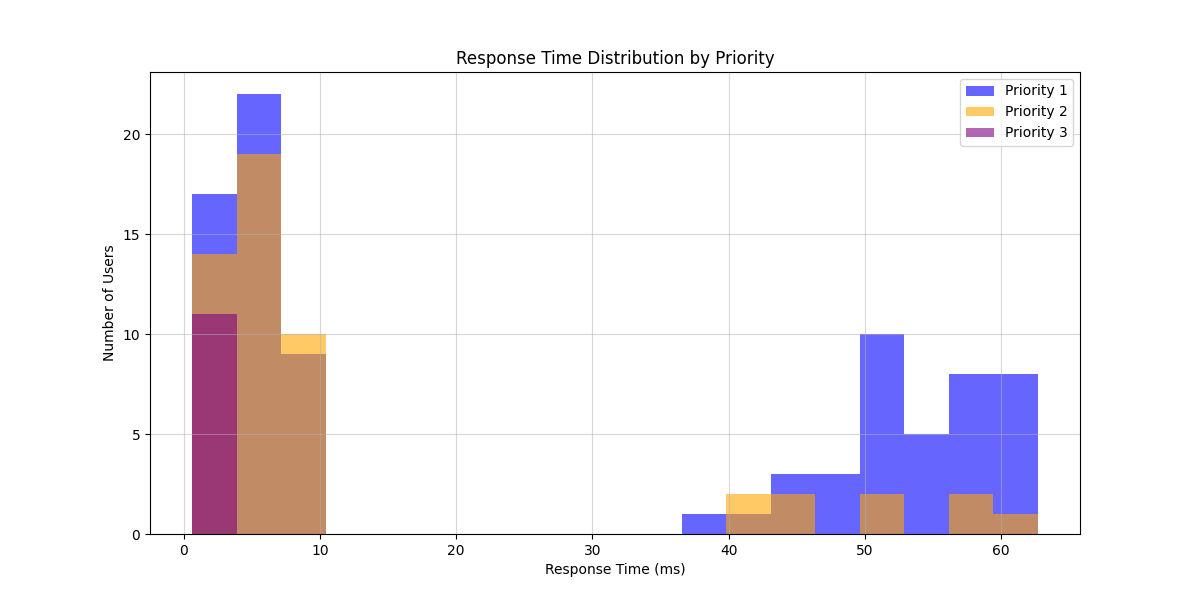 Response Time Distribution by Priority
Priority 1
Priority 2
Priority 3
Number of Users
20
15
10
5
0
0 10 20 30 40 50 60
Response Time (ms)